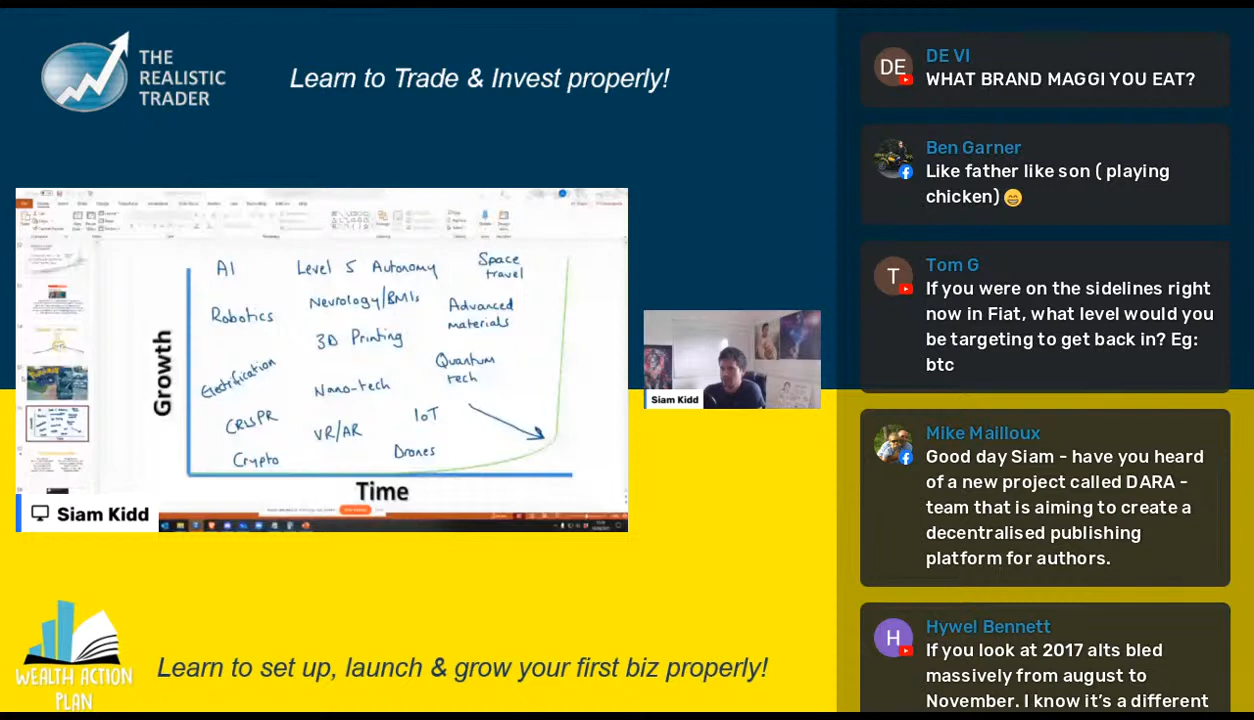 THE
REALISTIC
TRADER
Learn to Trade & Invest properly!
Growth
AI
Level 5 Autonomy
Space
travel
Robotics
Neurology/BMIs
Advanced
materials
3D Printing
Electrification
Nano-tech
Quantum
tech
CRISPR
VR/AR
IoT
Crypto
Drones
Time
Siam Kidd
Siam Kidd
WEALTH ACTION
PLAN
Learn to set up, launch & grow your first biz properly!
DE
DE VI
WHAT BRAND MAGGI YOU EAT?
Ben Garner
Like father like son ( playing
chicken) 😁
T
Tom G
If you were on the sidelines right
now in Fiat, what level would you
be targeting to get back in? Eg:
btc
Mike Mailloux
Good day Siam - have you heard
of a new project called DARA -
team that is aiming to create a
decentralised publishing
platform for authors.
H
Hywel Bennett
If you look at 2017 alts bled
massively from august to
November. I know it's a different